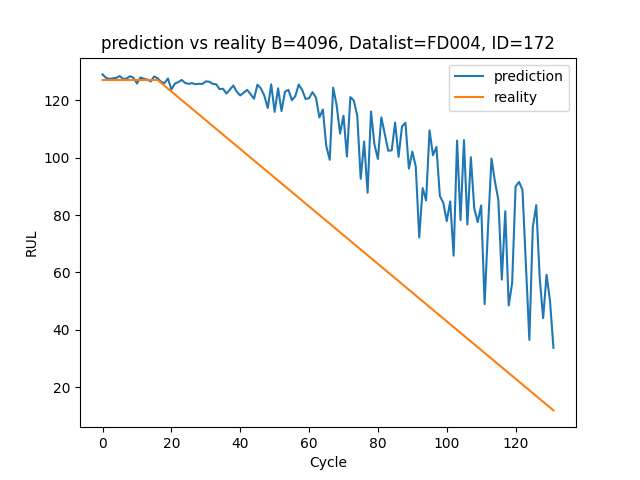 prediction vs reality B=4096, Datalist=FD004, ID=172
prediction
reality
RUL
120
100
80
60
40
20
0 20 40 60 80 100 120
Cycle